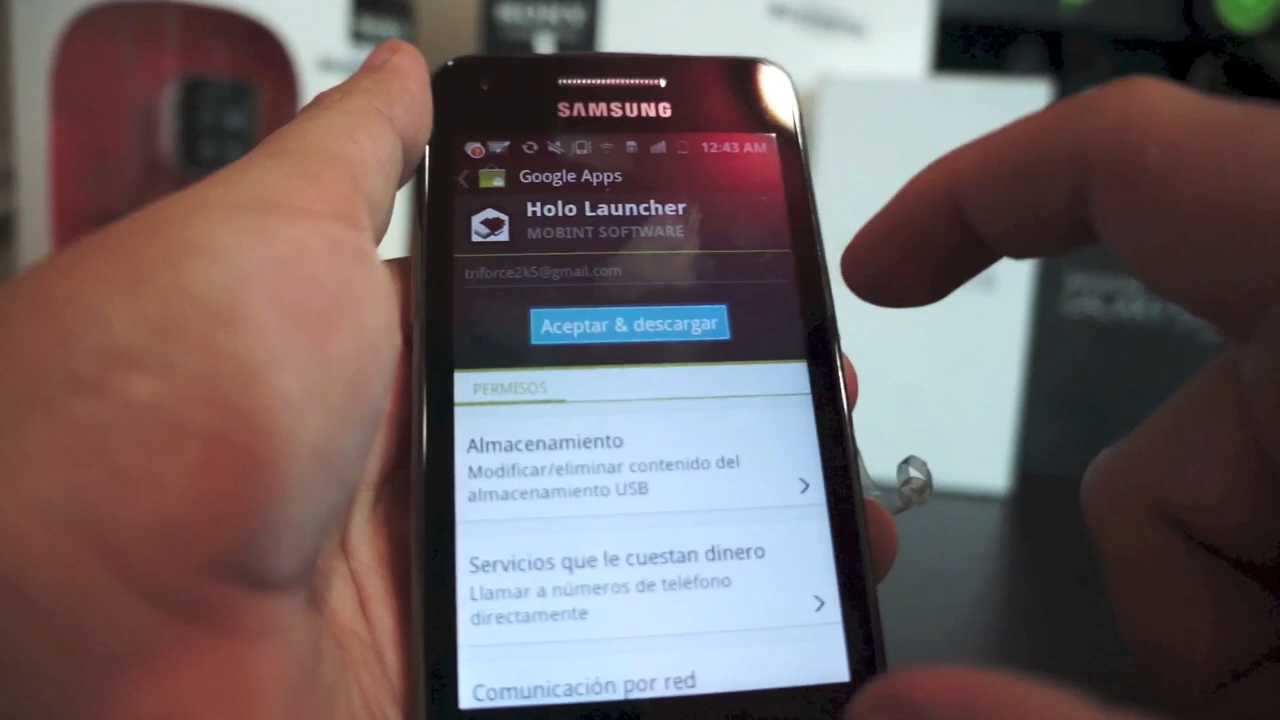 SONY
SAMSUNG
12:43 AM
Google Apps
Holo Launcher
MOBINT SOFTWARE
triforce2k5@gmail.com
Aceptar & descargar
PERMISOS
Almacenamiento
Modificar/eliminar contenido del
almacenamiento USB
Servicios que le cuestan dinero
Llamar a números de teléfono
directamente
Comunicación por red